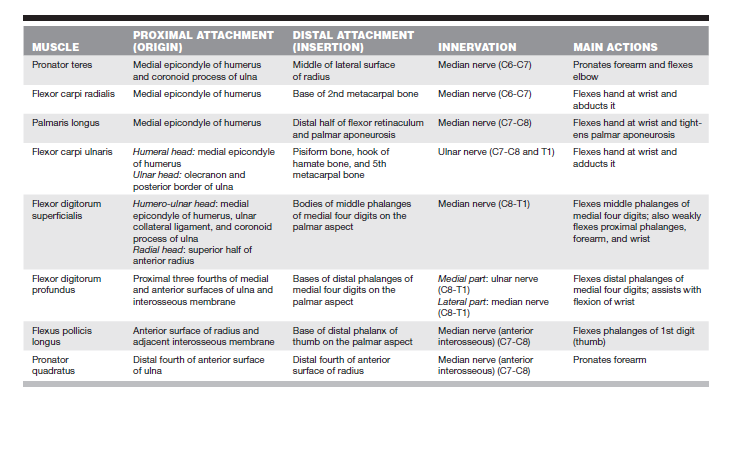 MUSCLE
PROXIMAL ATTACHMENT
(ORIGIN)
DISTAL ATTACHMENT
(INSERTION)
INNERVATION
MAIN ACTIONS
Pronator teres
Medial epicondyle of humerus
and coronoid process of ulna
Middle of lateral surface
of radius
Median nerve (C6-C7)
Pronates forearm and flexes
elbow
Flexor carpi radialis
Medial epicondyle of humerus
Base of 2nd metacarpal bone
Median nerve (C6-C7)
Flexes hand at wrist and
abducts it
Palmaris longus
Medial epicondyle of humerus
Distal half of flexor retinaculum
and palmar aponeurosis
Median nerve (C7-C8)
Flexes hand at wrist and tight-
ens palmar aponeurosis
Flexor carpi ulnaris
Humeral head: medial epicondyle
of humerus
Ulnar head: olecranon and
posterior border of ulna
Pisiform bone, hook of
hamate bone, and 5th
metacarpal bone
Ulnar nerve (C7-C8 and T1)
Flexes hand at wrist and
adducts it
Flexor digitorum
superficialis
Humero-ulnar head: medial
epicondyle of humerus, ulnar
collateral ligament, and coronoid
process of ulna
Radial head: superior half of
anterior radius
Bodies of middle phalanges
of medial four digits on the
palmar aspect
Median nerve (C8-T1)
Flexes middle phalanges of
medial four digits; also weakly
flexes proximal phalanges,
forearm, and wrist
Flexor digitorum
profundus
Proximal three fourths of medial
and anterior surfaces of ulna and
interosseous membrane
Bases of distal phalanges of
medial four digits on the
palmar aspect
Medial part: ulnar nerve
(C8-T1)
Lateral part: median nerve
(C8-T1)
Flexes distal phalanges of
medial four digits; assists with
flexion of wrist
Flexus pollicis
longus
Anterior surface of radius and
adjacent interosseous membrane
Base of distal phalanx of
thumb on the palmar aspect
Median nerve (anterior
interosseous) (C7-C8)
Flexes phalanges of 1st digit
(thumb)
Pronator
quadratus
Distal fourth of anterior surface
of ulna
Distal fourth of anterior
surface of radius
Median nerve (anterior
interosseous) (C7-C8)
Pronates forearm